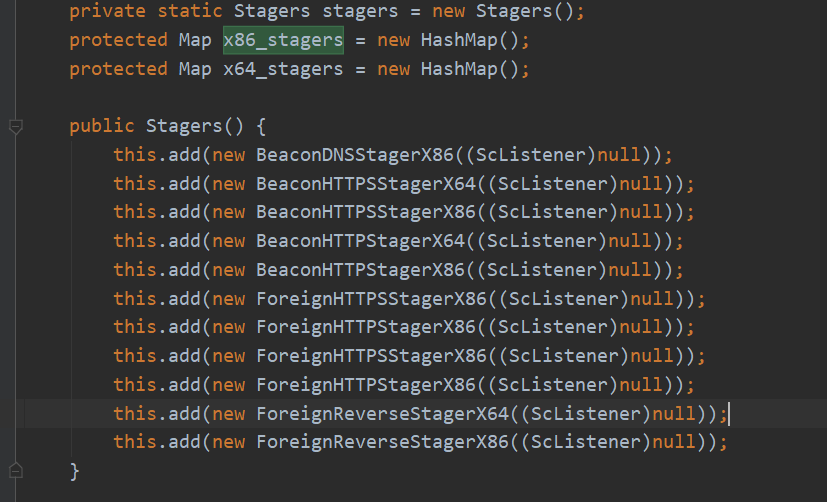 private static Stagers stagers = new Stagers();
protected Map x86_stagers = new HashMap();
protected Map x64_stagers = new HashMap();
public Stagers() {
this.add(new BeaconDNSStagerX86((ScListener)null));
this.add(new BeaconHTTPSStagerX64((ScListener)null));
this.add(new BeaconHTTPSStagerX86((ScListener)null));
this.add(new BeaconHTTPStagerX64((ScListener)null));
this.add(new BeaconHTTPStagerX86((ScListener)null));
this.add(new ForeignHTTPSStagerX86((ScListener)null));
this.add(new ForeignHTTPStagerX86((ScListener)null));
this.add(new ForeignHTTPSStagerX86((ScListener)null));
this.add(new ForeignHTTPStagerX86((ScListener)null));
this.add(new ForeignReverseStagerX64((ScListener)null));
this.add(new ForeignReverseStagerX86((ScListener)null));
}